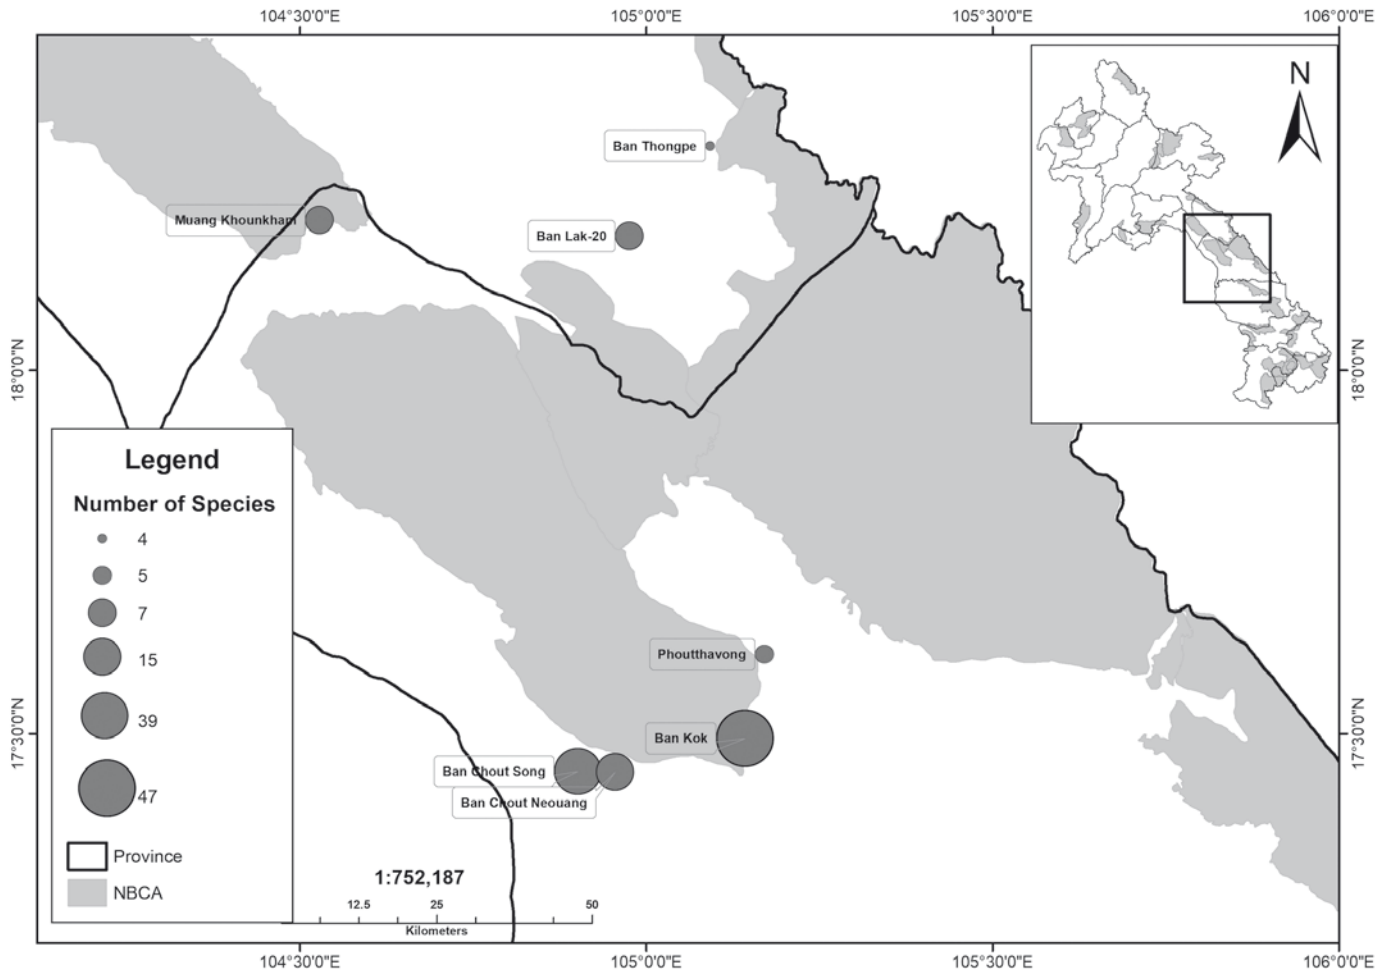 104°30'0"E 105°0'0"E 105°30'0"E 106°0'0"E
N
Ban Thongpe
Muang Khounkham
Ban Lak-20
18°0'0"N 18°0'0"N
Legend
Number of Species
4
5
7
15
39
47
Province
NBCA
Phoutthavong
17°30'0"N 17°30'0"N
Ban Kok
Ban Chout Song
Ban Chout Neouang
1:752,187
12.5 25 50
Kilometers
104°30'0"E 105°0'0"E 105°30'0"E 106°0'0"E